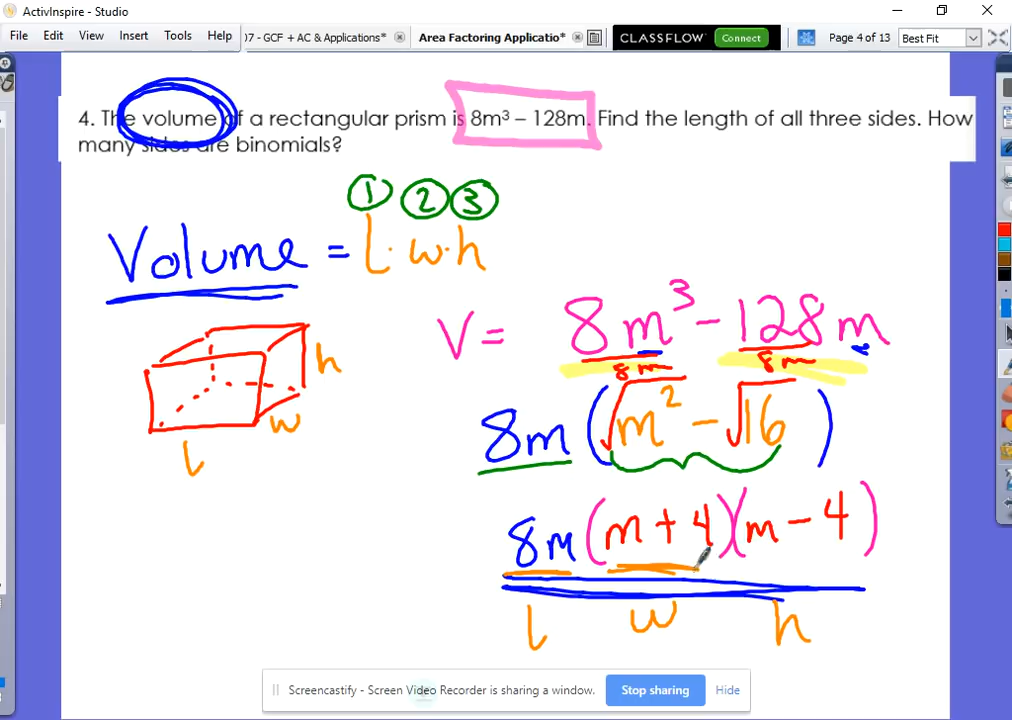 ActivInspire - Studio
File Edit View Insert Tools Help
07 - GCF + AC & Applications* Area Factoring Applicatio* CLASSFLOW Connect Page 4 of 13 Best Fit
4. The volume of a rectangular prism is 8m³ – 128m. Find the length of all three sides. How
many sides are binomials?
1 2 3
Volume = l · w · h
V = 8m³ - 128m
8m 8m
h
w
l
8m (√m² - √16)
8m (m + 4)(m - 4)
l w h
Screencastify - Screen Video Recorder is sharing a window. Stop sharing Hide